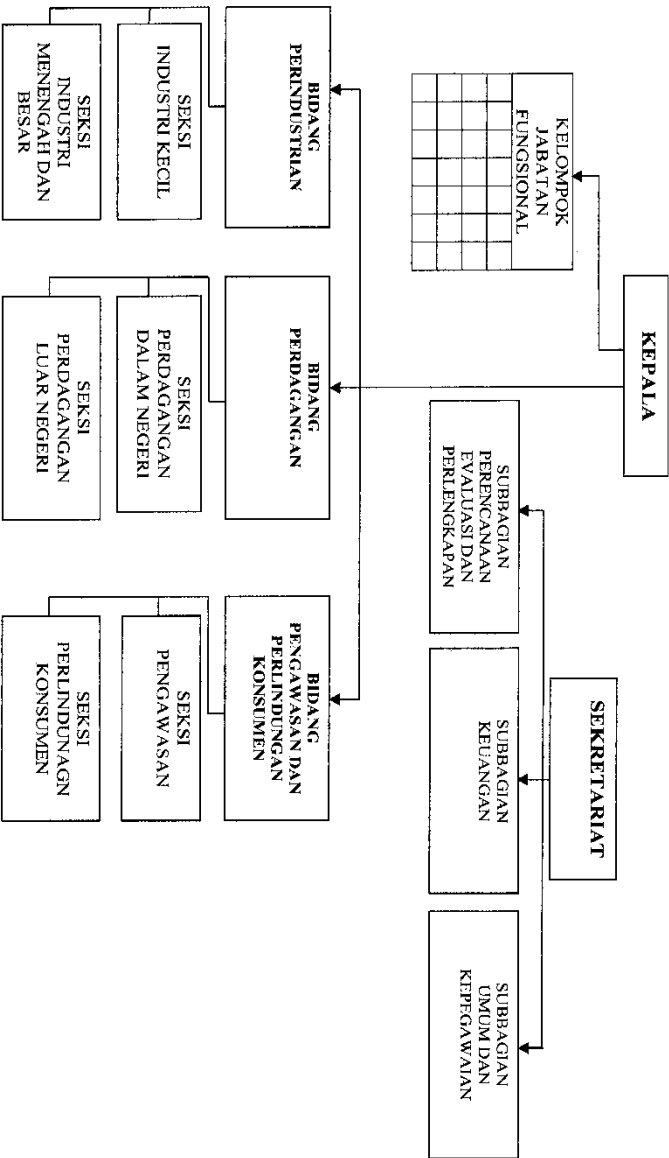 KEPALA
KELOMPOK
JABATAN
FUNGSIONAL
SEKRETARIAT
SUBBAGIAN
PERENCANAAN
EVALUASI DAN
PERLENGKAPAN
SUBBAGIAN
KEUANGAN
SUBBAGIAN
UMUM DAN
KEPEGAWAIAN
BIDANG
PERINDUSTRIAN
BIDANG
PERDAGANGAN
BIDANG
PENGAWASAN DAN
PERLINDUNGAN
KONSUMEN
SEKSI
INDUSTRI KECIL
SEKSI
PERDAGANGAN
DALAM NEGERI
SEKSI
PENGAWASAN
SEKSI
INDUSTRI
MENENGAH DAN
BESAR
SEKSI
PERDAGANGAN
LUAR NEGERI
SEKSI
PERLINDUNAGN
KONSUMEN